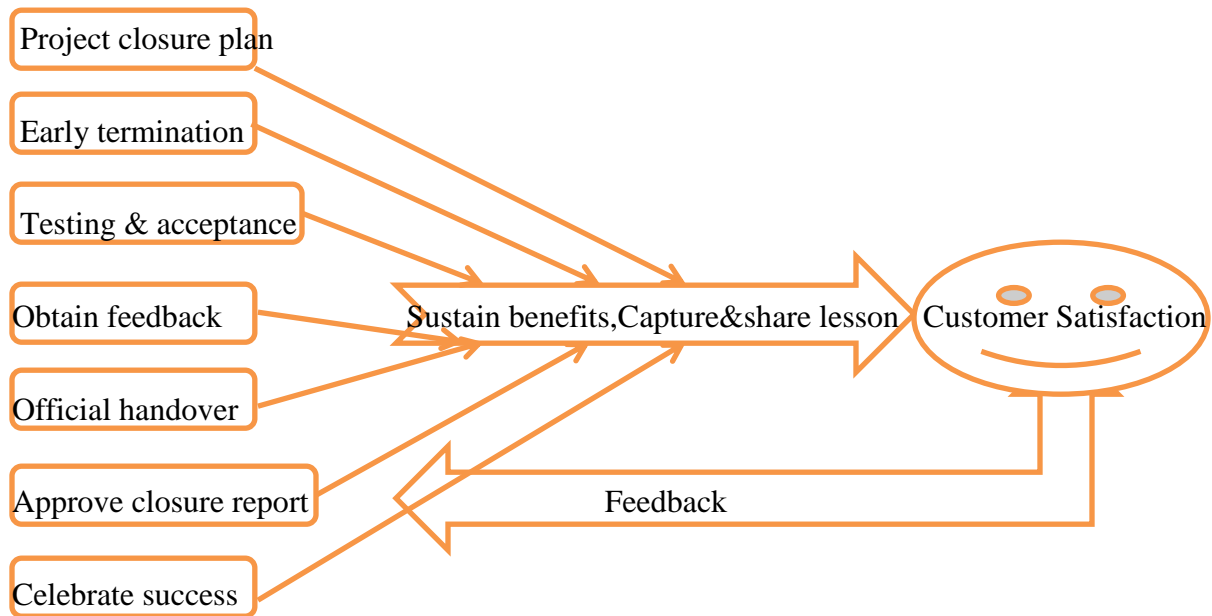 Project closure plan
Early termination
Testing & acceptance
Obtain feedback
Sustain benefits,Capture&share lesson
Customer Satisfaction
Official handover
Approve closure report
Feedback
Celebrate success